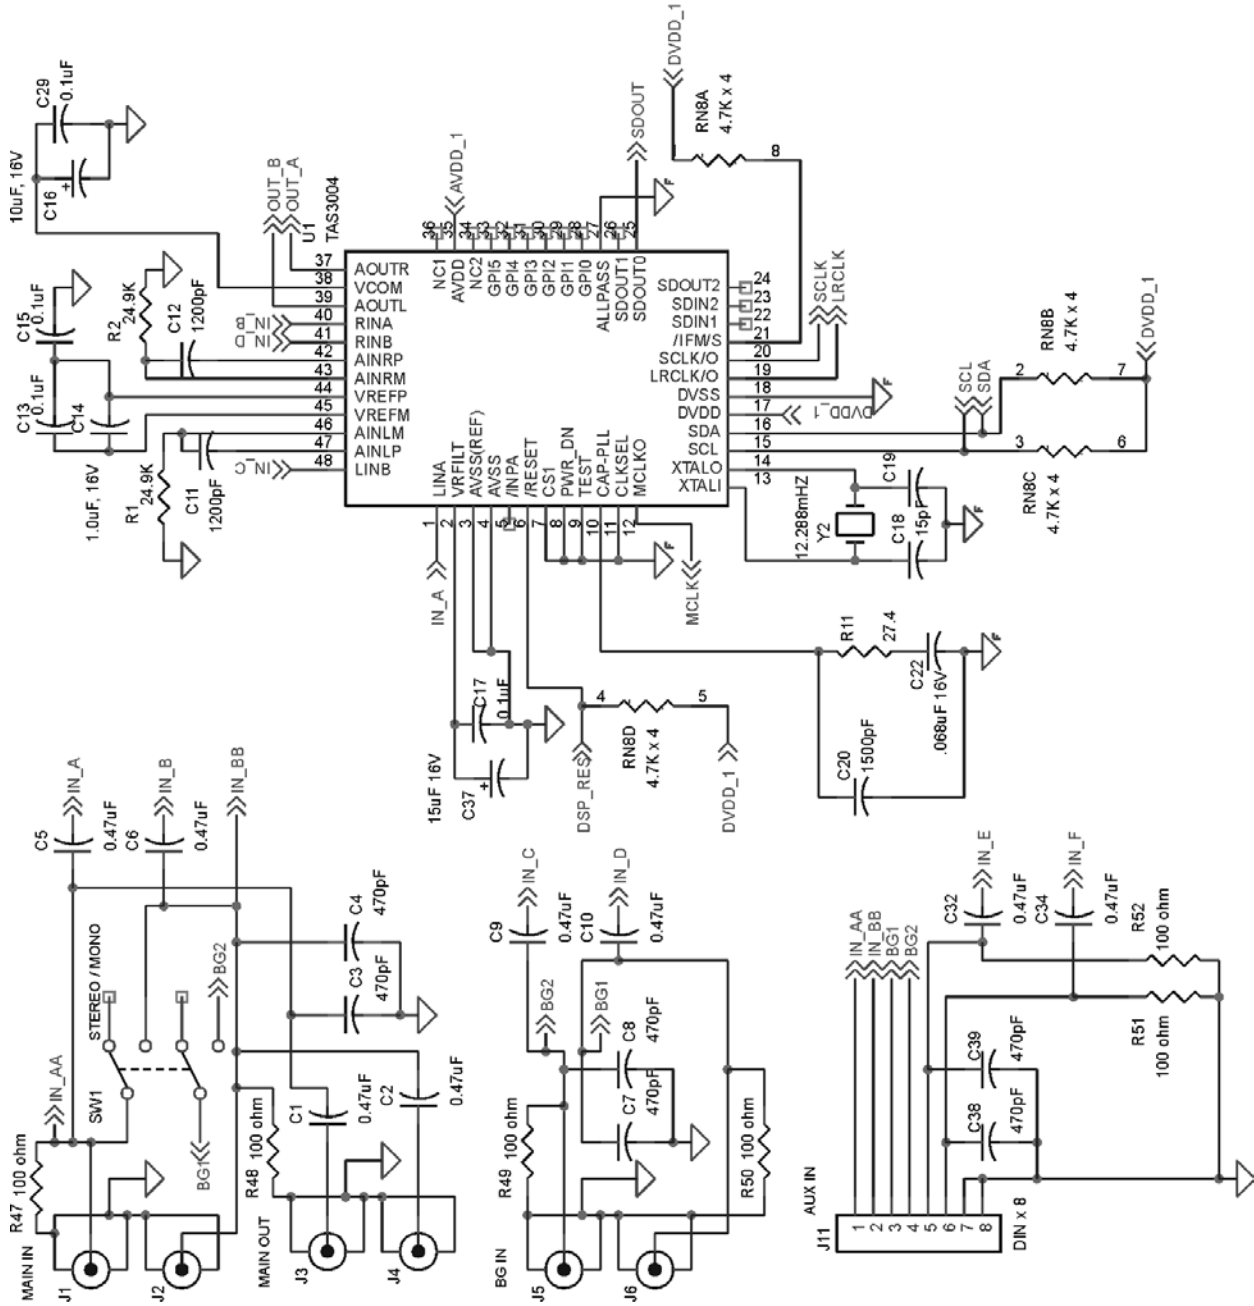 10uF, 16V
C16
C29
0.1uF
OUT_B
OUT_A
U1
TAS3004
AVDD_1
SDOUT
DVDD_1
RN8A
4.7K x 4
8
C15
0.1uF
C13
0.1uF
C14
1.0uF, 16V
R2
24.9K
C12
1200pF
R1
24.9K
C11
1200pF
IN_B
IN_D
IN_C
37 AOUTR
38 VCOM
39 AOUTL
40 RINA
41 RINB
42 AINRP
43 AINRM
44 VREFP
45 VREFM
46 AINLM
47 AINLP
48 LINB
36 NC1
35 AVDD
34 NC2
33 GPI5
32 GPI4
31 GPI3
30 GPI2
29 GPI1
28 GPI0
27 ALLPASS
26 SDOUT1
25 SDOUT0
F
SDOUT2 24
SDIN2 23
SDIN1 22
/IFM/S 21
SCLK/O 20
LRCLK/O 19
DVSS 18
DVDD 17
SDA 16
SCL 15
XTALO 14
XTALI 13
SCLK
LRCLK
F
DVDD_1
SCL
SDA
2
RN8B
4.7K x 4
7
DVDD_1
3
RN8C
4.7K x 4
6
LINA 1
VRFILT 2
AVSS(REF) 3
AVSS 4
/INPA 5
/RESET 6
CS1 7
PWR_DN 8
TEST 9
CAP-PLL 10
CLKSEL 11
MCLKO 12
IN_A
F
MCLK
12.288mHZ
Y2
C19
C18
15pF
F
R11
27.4
C22
.068uF 16V
C20
1500pF
F
C17
0.1uF
15uF 16V
C37
DSP_RES
4
RN8D
4.7K x 4
5
DVDD_1
IN_A
C5
0.47uF
IN_B
C6
0.47uF
IN_BB
C4
470pF
C3
470pF
STEREO / MONO
BG2
IN_AA
SW1
BG1
R47
100 ohm
MAIN IN
J1
J2
R48
100 ohm
C1
0.47uF
C2
0.47uF
MAIN OUT
J3
J4
IN_C
C9
0.47uF
IN_D
C10
0.47uF
BG2
BG1
C8
470pF
C7
470pF
R49
100 ohm
R50
100 ohm
BG IN
J5
J6
IN_E
C32
0.47uF
IN_F
C34
0.47uF
IN_AA
IN_BB
BG1
BG2
R52
100 ohm
R51
100 ohm
C39
470pF
C38
470pF
AUX IN
J11
1
2
3
4
5
6
7
8
DIN x 8